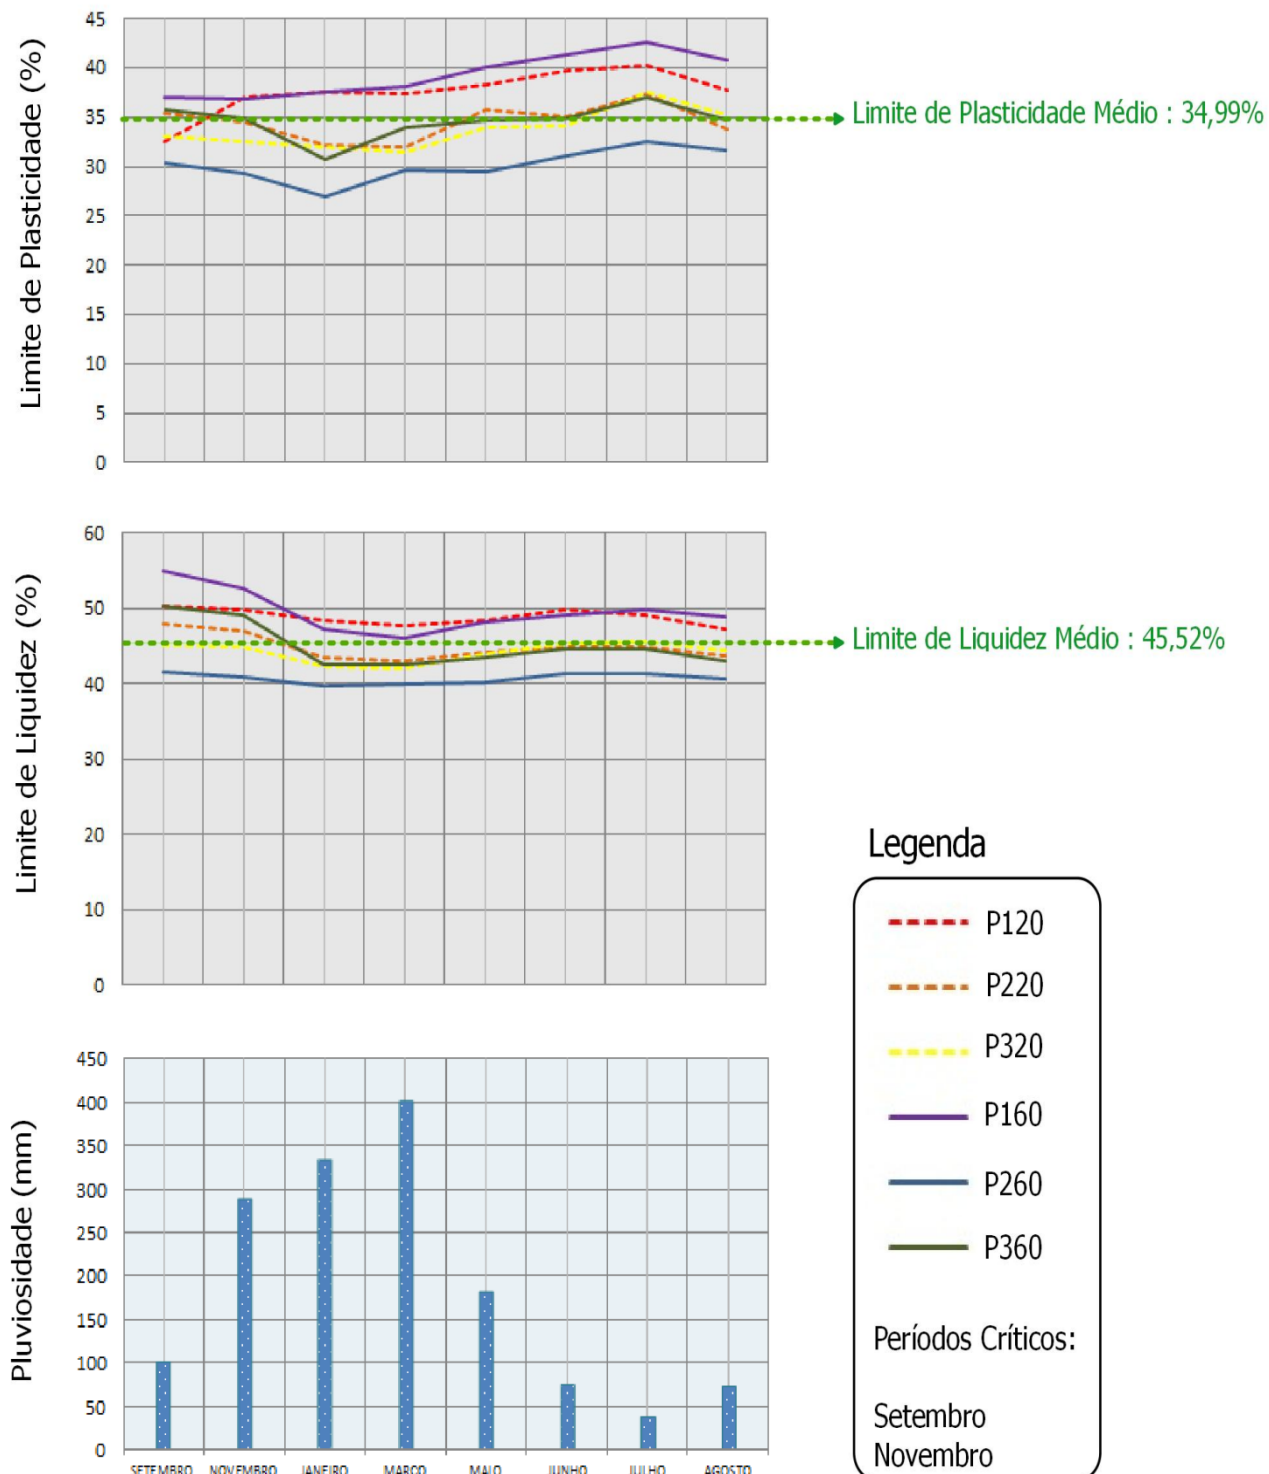 Limite de Plasticidade (%)
45
40
35
30
25
20
15
10
5
0
Limite de Plasticidade Médio : 34,99%
Limite de Liquidez (%)
60
50
40
30
20
10
0
Limite de Liquidez Médio : 45,52%
Pluviosidade (mm)
450
400
350
300
250
200
150
100
50
0
SETEMBRO NOVEMBRO JANEIRO MARÇO MAIO JUNHO JULHO AGOSTO
Legenda
P120
P220
P320
P160
P260
P360
Períodos Críticos:
Setembro
Novembro